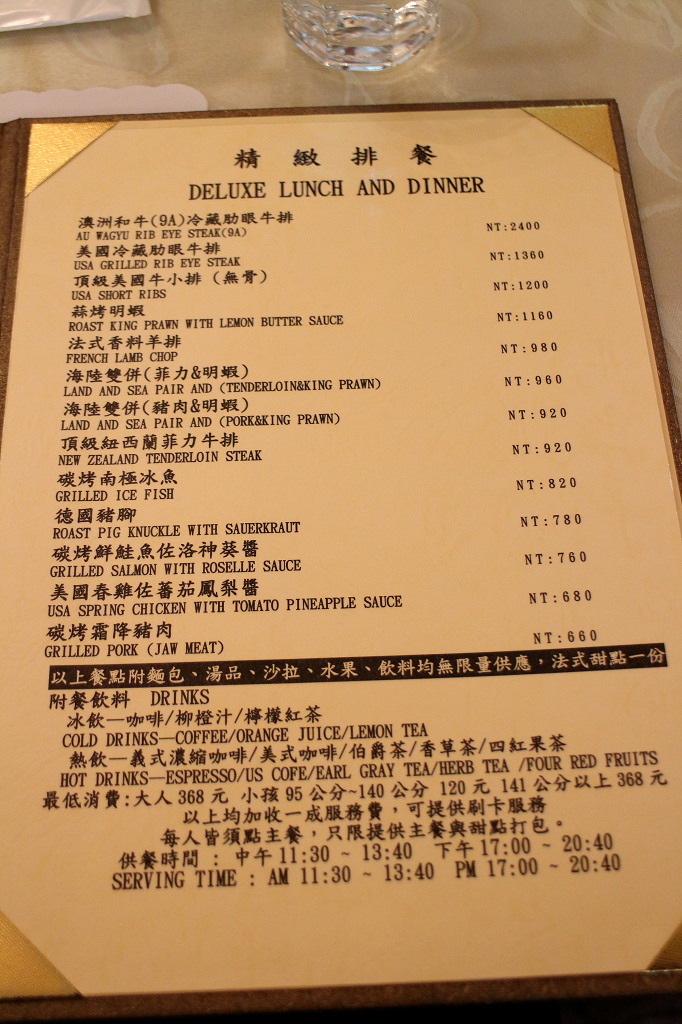 精緻排餐
DELUXE LUNCH AND DINNER
澳洲和牛(9A)冷藏肋眼牛排
AU WAGYU RIB EYE STEAK(9A) NT:2400
美國冷藏肋眼牛排
USA GRILLED RIB EYE STEAK NT:1360
頂級美國牛小排 (無骨)
USA SHORT RIBS NT:1200
蒜烤明蝦
ROAST KING PRAWN WITH LEMON BUTTER SAUCE NT:1160
法式香料羊排
FRENCH LAMB CHOP NT:980
海陸雙併(菲力&明蝦)
LAND AND SEA PAIR AND (TENDERLOIN&KING PRAWN) NT:960
海陸雙併(豬肉&明蝦)
LAND AND SEA PAIR AND (PORK&KING PRAWN) NT:920
頂級紐西蘭菲力牛排
NEW ZEALAND TENDERLOIN STEAK NT:920
碳烤南極冰魚
GRILLED ICE FISH NT:820
德國豬腳
ROAST PIG KNUCKLE WITH SAUERKRAUT NT:780
碳烤鮮鮭魚佐洛神葵醬
GRILLED SALMON WITH ROSELLE SAUCE NT:760
美國春雞佐蕃茄鳳梨醬
USA SPRING CHICKEN WITH TOMATO PINEAPPLE SAUCE NT:680
碳烤霜降豬肉
GRILLED PORK (JAW MEAT) NT:660
以上餐點附麵包、湯品、沙拉、水果、飲料均無限量供應，法式甜點一份
附餐飲料 DRINKS
冰飲—咖啡/柳橙汁/檸檬紅茶
COLD DRINKS—COFFEE/ORANGE JUICE/LEMON TEA
熱飲—義式濃縮咖啡/美式咖啡/伯爵茶/香草茶/四紅果茶
HOT DRINKS—ESPRESSO/US COFE/EARL GRAY TEA/HERB TEA /FOUR RED FRUITS
最低消費:大人 368 元 小孩 95 公分~140 公分 120 元 141 公分以上 368 元
以上均加收一成服務費，可提供刷卡服務
每人皆須點主餐，只限提供主餐與甜點打包。
供餐時間 : 中午 11:30 ~ 13:40 下午 17:00 ~ 20:40
SERVING TIME : AM 11:30 ~ 13:40 PM 17:00 ~ 20:40